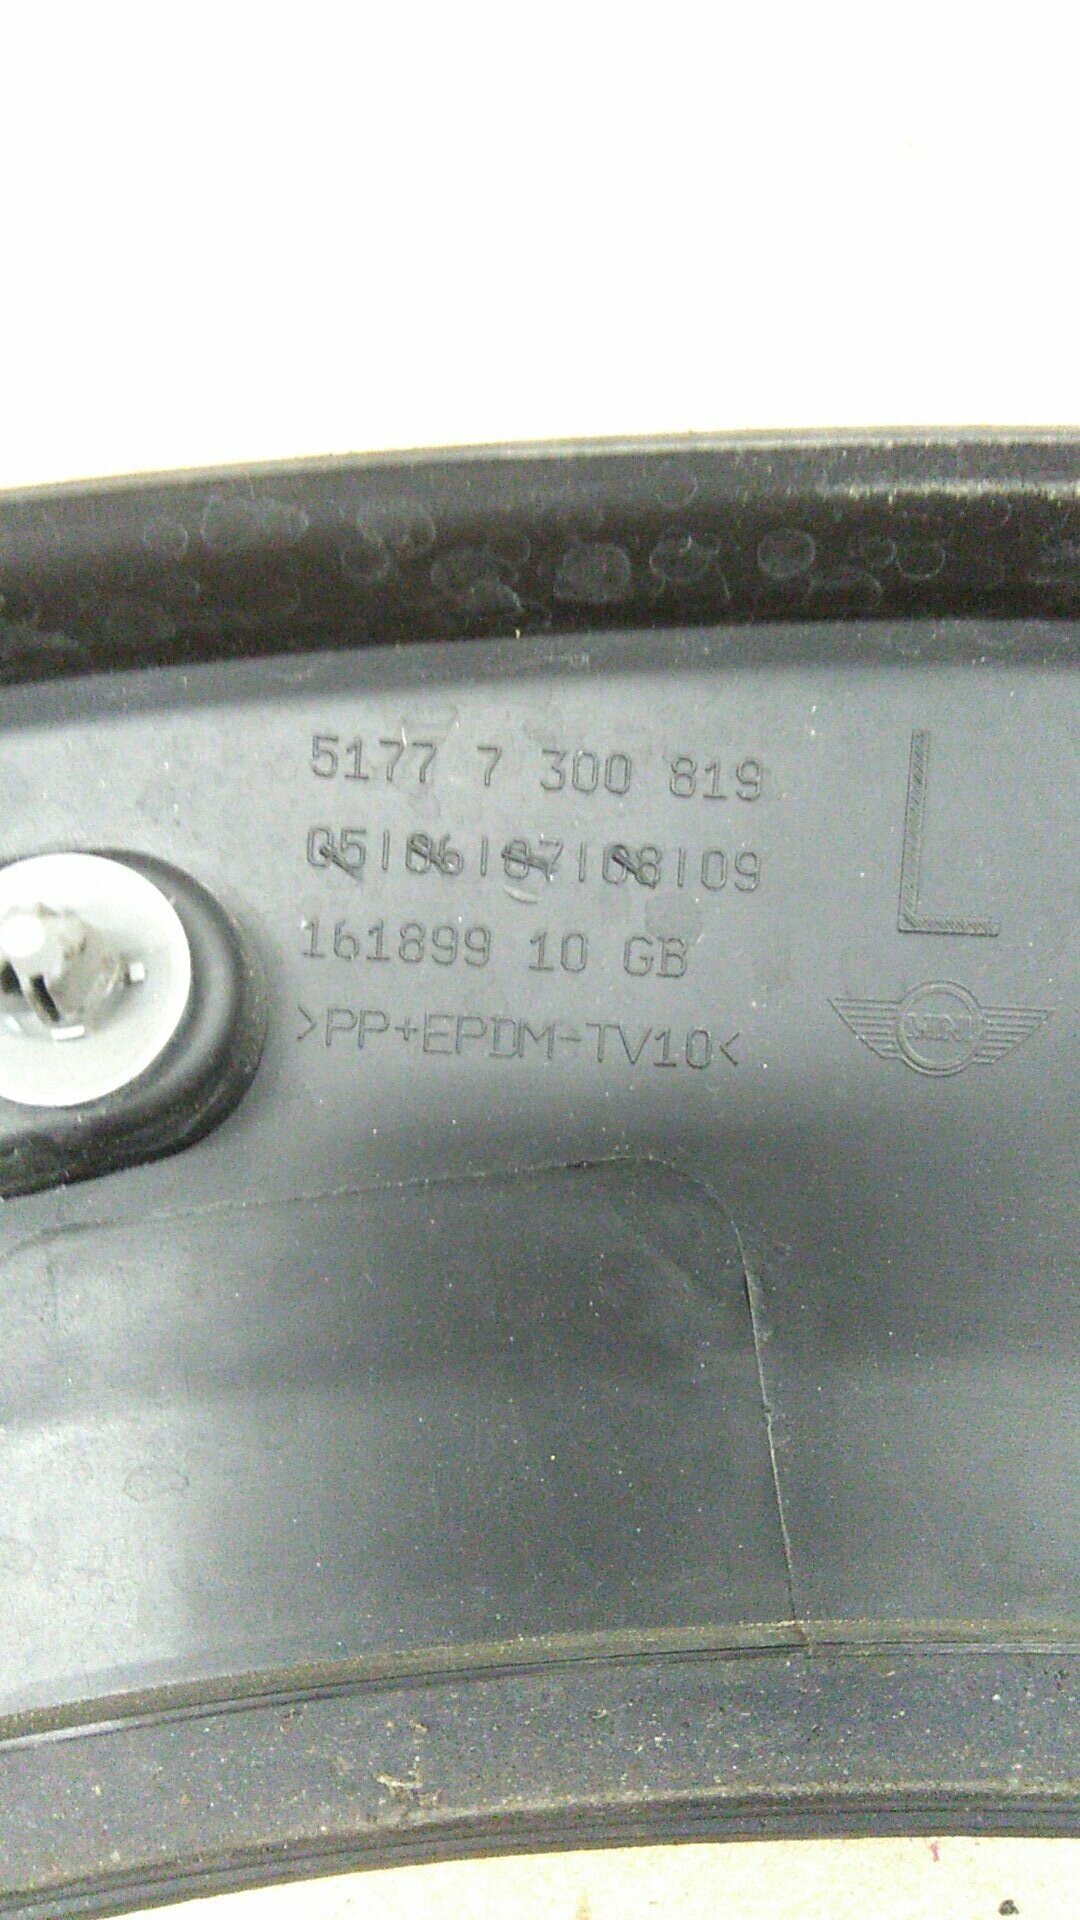 5177 7 300 819
05|06|07|08|09
161899 10 GB
>PP+EPDM-TV10<
L
MINI